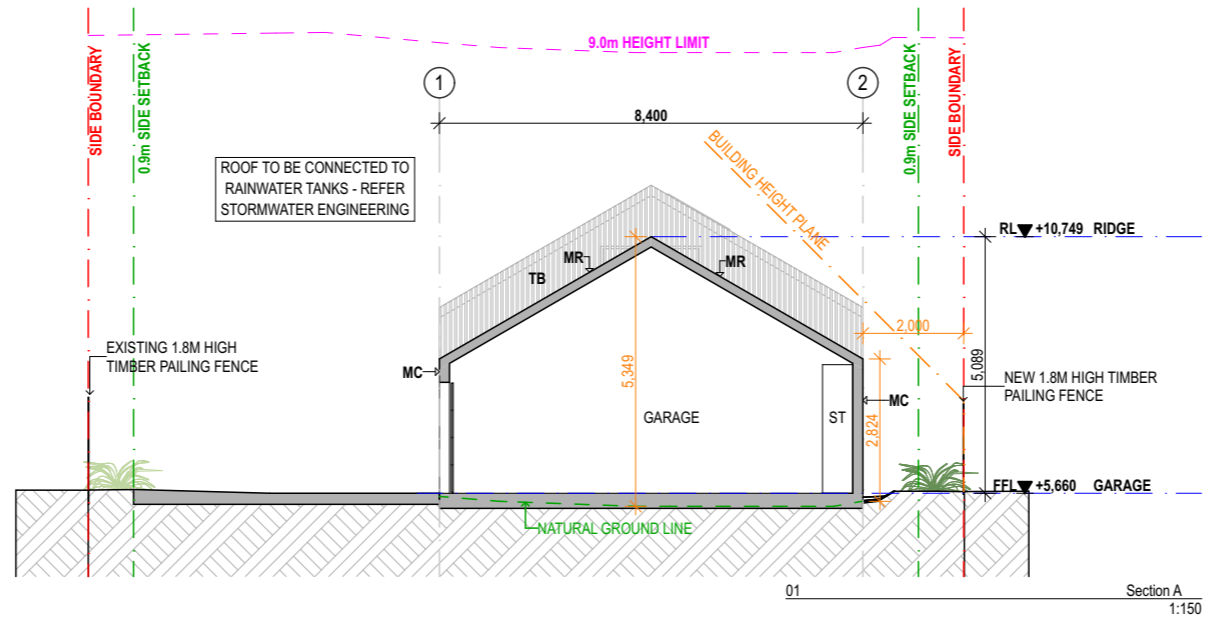 9.0m HEIGHT LIMIT
SIDE BOUNDARY
0.9m SIDE SETBACK
1
2
0.9m SIDE SETBACK
SIDE BOUNDARY
8,400
BUILDING HEIGHT PLANE
ROOF TO BE CONNECTED TO
RAINWATER TANKS - REFER
STORMWATER ENGINEERING
RL +10,749 RIDGE
MR
MR
TB
2,000
EXISTING 1.8M HIGH
TIMBER PAILING FENCE
MC
5,349
5,089
NEW 1.8M HIGH TIMBER
PAILING FENCE
MC
GARAGE
ST
2,824
FFL +5,660 GARAGE
NATURAL GROUND LINE
01 Section A
1:150